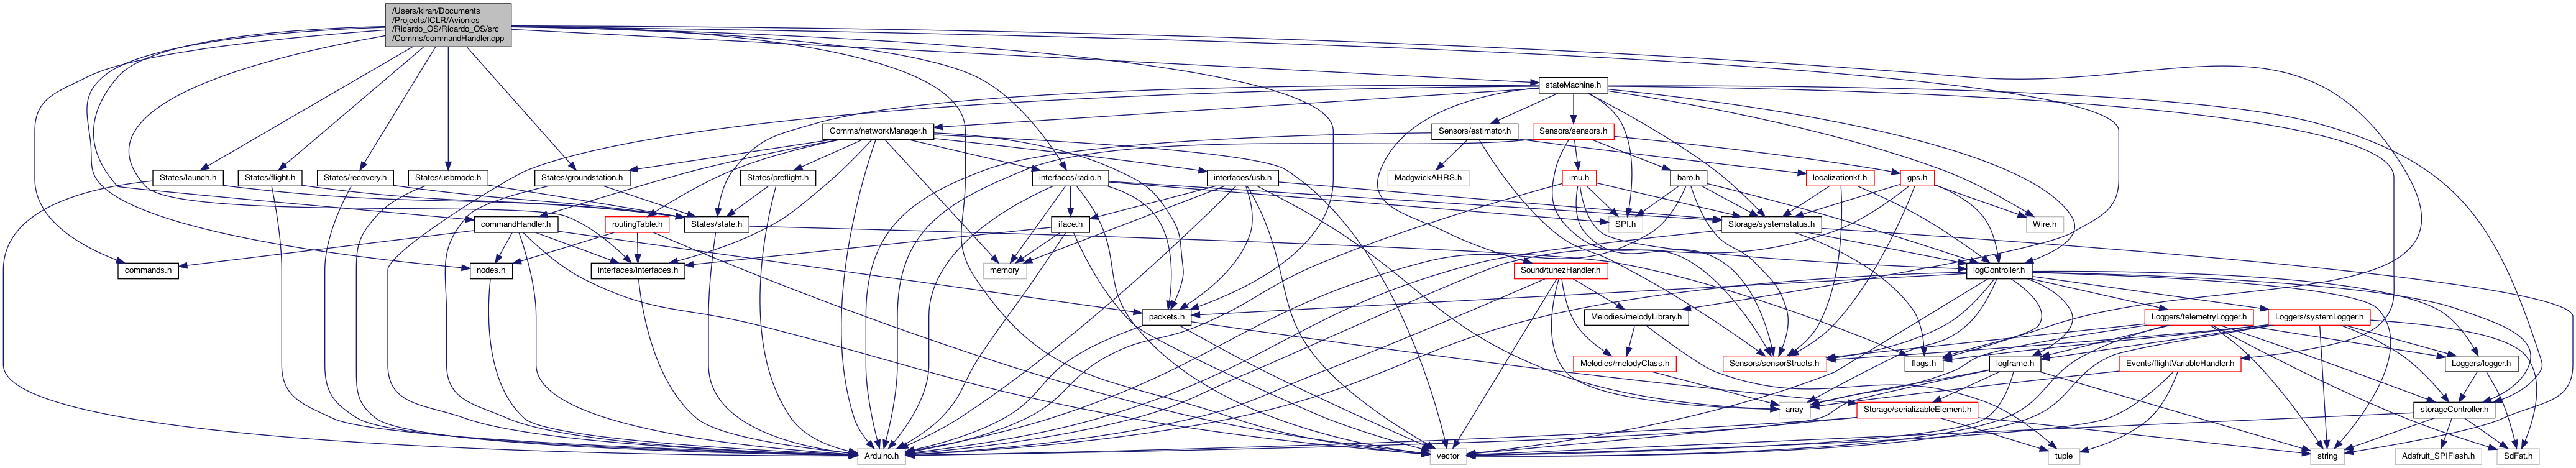 /Users/kiran/Documents
/Projects/ICLR/Avionics
/Ricardo_OS/Ricardo_OS/src
/Comms/commandHandler.cpp
stateMachine.h
Comms/networkManager.h
Sensors/estimator.h
Sensors/sensors.h
States/launch.h
States/flight.h
States/recovery.h
States/usbmode.h
States/groundstation.h
States/preflight.h
interfaces/radio.h
interfaces/usb.h
MadgwickAHRS.h
imu.h
baro.h
localizationkf.h
gps.h
commandHandler.h
routingTable.h
States/state.h
iface.h
SPI.h
Storage/systemstatus.h
Wire.h
commands.h
nodes.h
interfaces/interfaces.h
memory
Sound/tunezHandler.h
logController.h
packets.h
Melodies/melodyLibrary.h
Loggers/telemetryLogger.h
Loggers/systemLogger.h
Melodies/melodyClass.h
Sensors/sensorStructs.h
flags.h
logframe.h
Events/flightVariableHandler.h
Loggers/logger.h
array
Storage/serializableElement.h
storageController.h
Arduino.h
vector
tuple
string
Adafruit_SPIFlash.h
SdFat.h